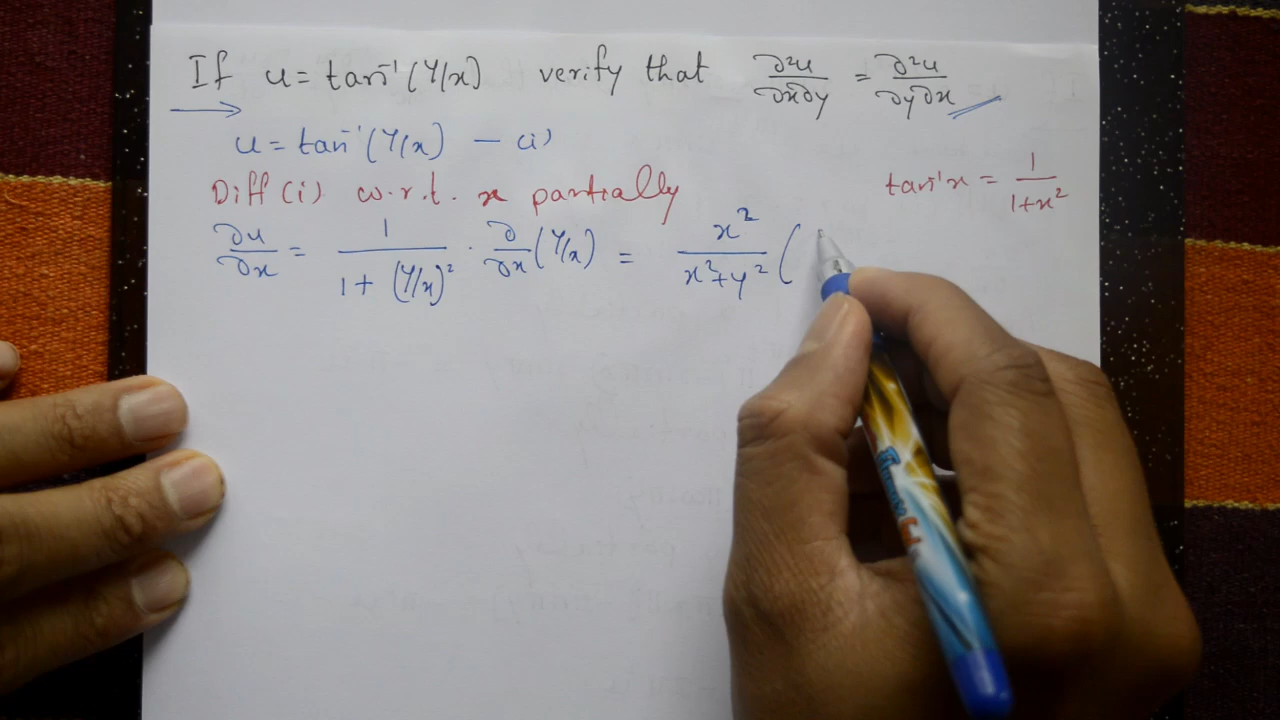 If u = tan⁻¹(y/x) verify that ∂²u/∂x∂y = ∂²u/∂y∂x
u = tan⁻¹(y/x) — (i)
Diff (i) w.r.t. x partially
tan⁻¹x = 1/1+x²
∂u/∂x = 1/1+(y/x)² · ∂/∂x (y/x) = x²/x²+y² (